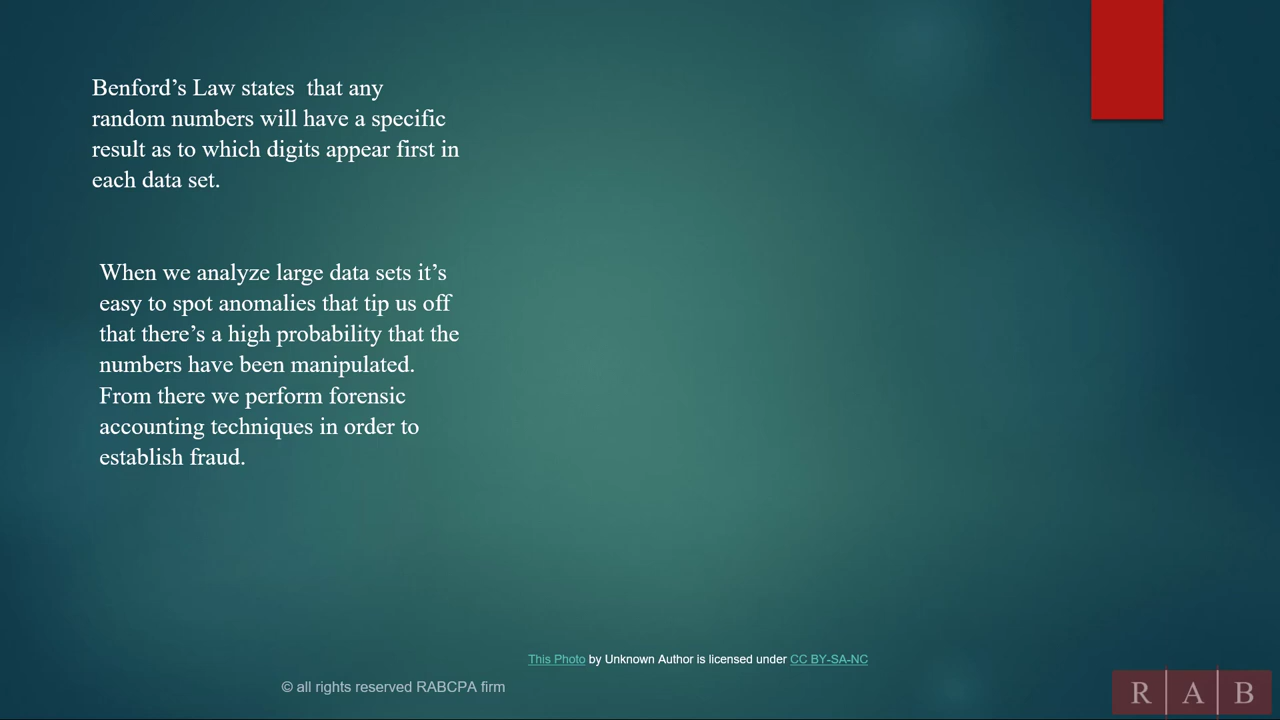 Benford’s Law states  that any
random numbers will have a specific
result as to which digits appear first in
each data set.
When we analyze large data sets it’s
easy to spot anomalies that tip us off
that there’s a high probability that the
numbers have been manipulated.
From there we perform forensic
accounting techniques in order to
establish fraud.
This Photo by Unknown Author is licensed under CC BY-SA-NC
© all rights reserved RABCPA firm
R A B